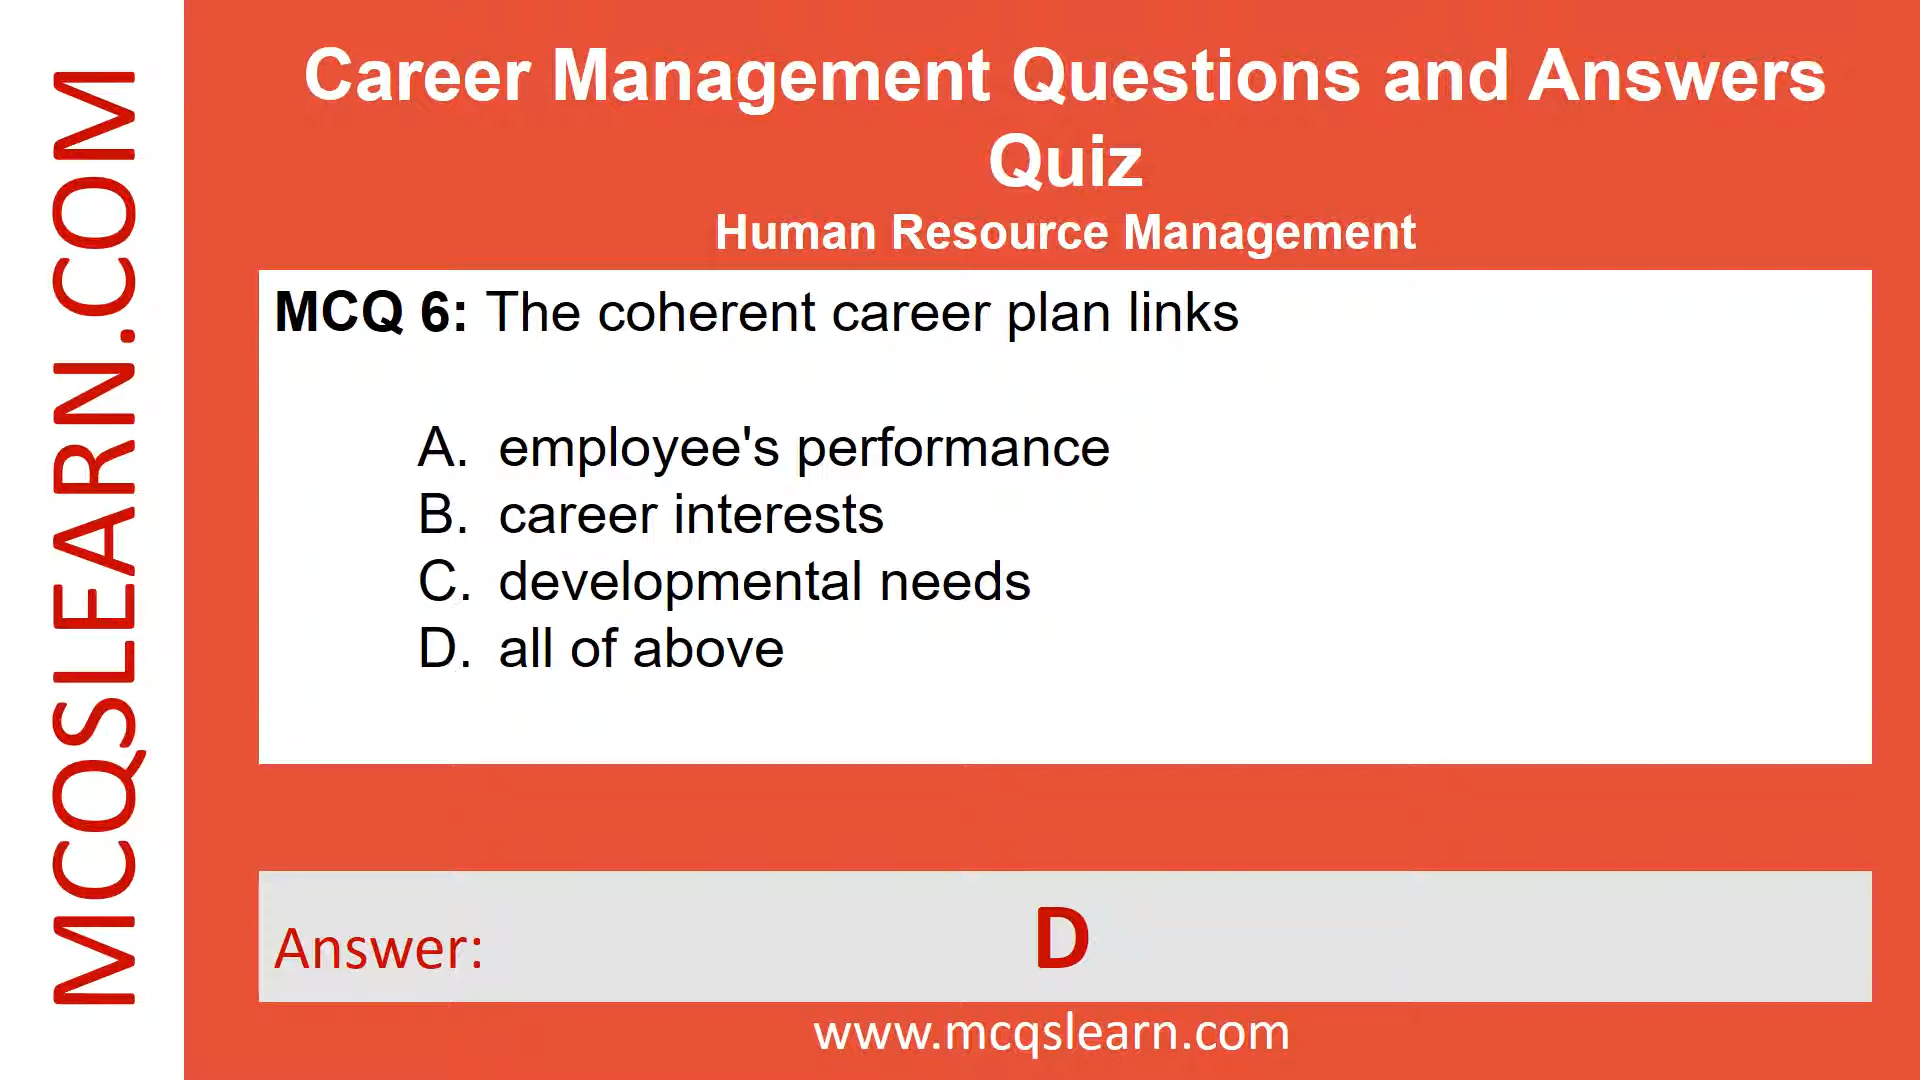 MCQSLEARN.COM
Career Management Questions and Answers
Quiz
Human Resource Management
MCQ 6: The coherent career plan links
A. employee's performance
B. career interests
C. developmental needs
D. all of above
Answer: D
www.mcqslearn.com